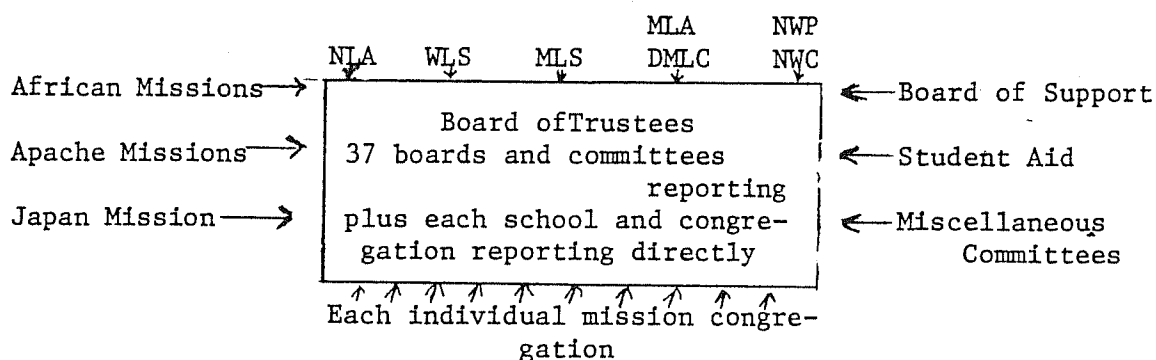 MLA NWP
NLA WLS MLS DMLC NWC
African Missions
Apache Missions
Japan Mission
Board ofTrustees
37 boards and committees
reporting
plus each school and congre-
gation reporting directly
Board of Support
Student Aid
Miscellaneous
Committees
Each individual mission congre-
gation